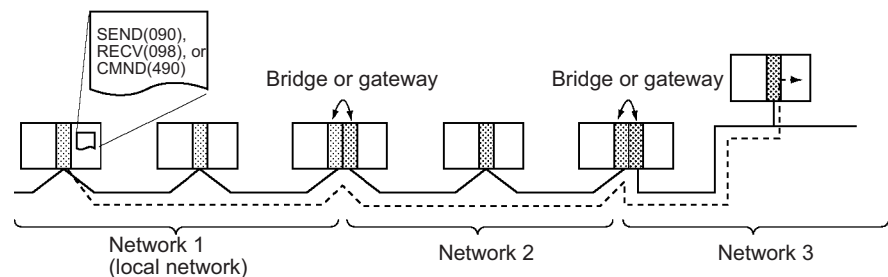 SEND(090),
RECV(098), or
CMND(490)
Bridge or gateway
Bridge or gateway
Network 1
(local network)
Network 2
Network 3